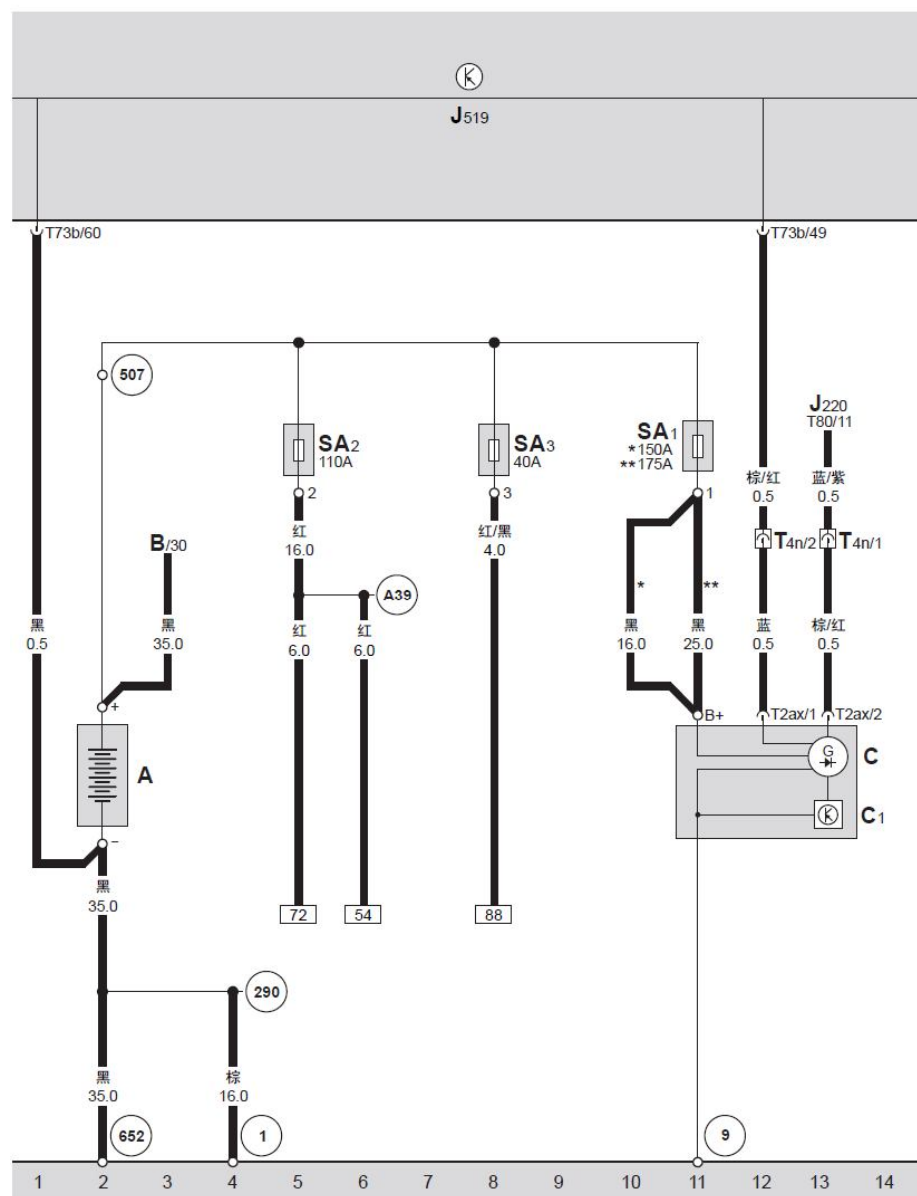 J519
T73b/60
T73b/49
507
J220
T80/11
SA2
110A
SA3
40A
SA1
*150A
**175A
2
3
1
棕/红
0.5
蓝/紫
0.5
红
16.0
红/黑
4.0
B/30
T4n/2
T4n/1
A39
*
**
黑
0.5
黑
35.0
红
6.0
红
6.0
黑
16.0
黑
25.0
蓝
0.5
棕/红
0.5
+
B+
T2ax/1
T2ax/2
G
A
C
C1
-
黑
35.0
72
54
88
290
黑
35.0
棕
16.0
652
1
9
1 2 3 4 5 6 7 8 9 10 11 12 13 14